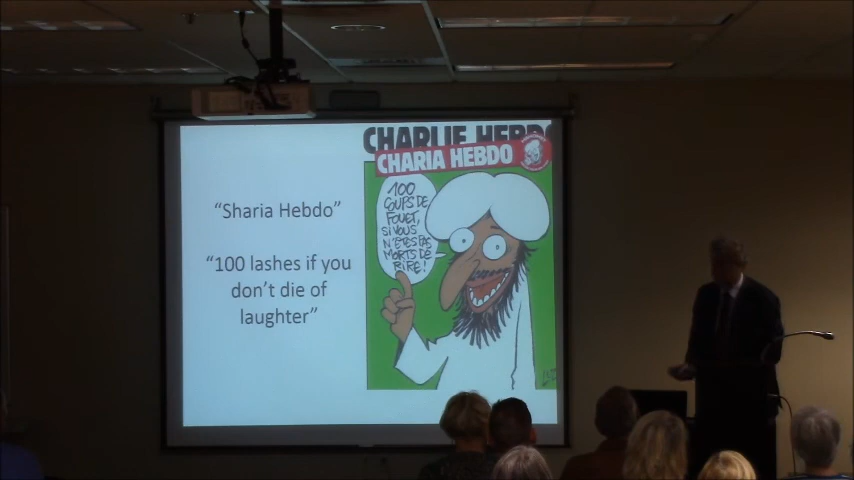 CHARLIE HEBDO
CHARIA HEBDO
“Sharia Hebdo”
“100 lashes if you
don’t die of
laughter”
100
COUPS DE
FOUET,
SI VOUS
N'ÊTES PAS
MORTS DE
RIRE!